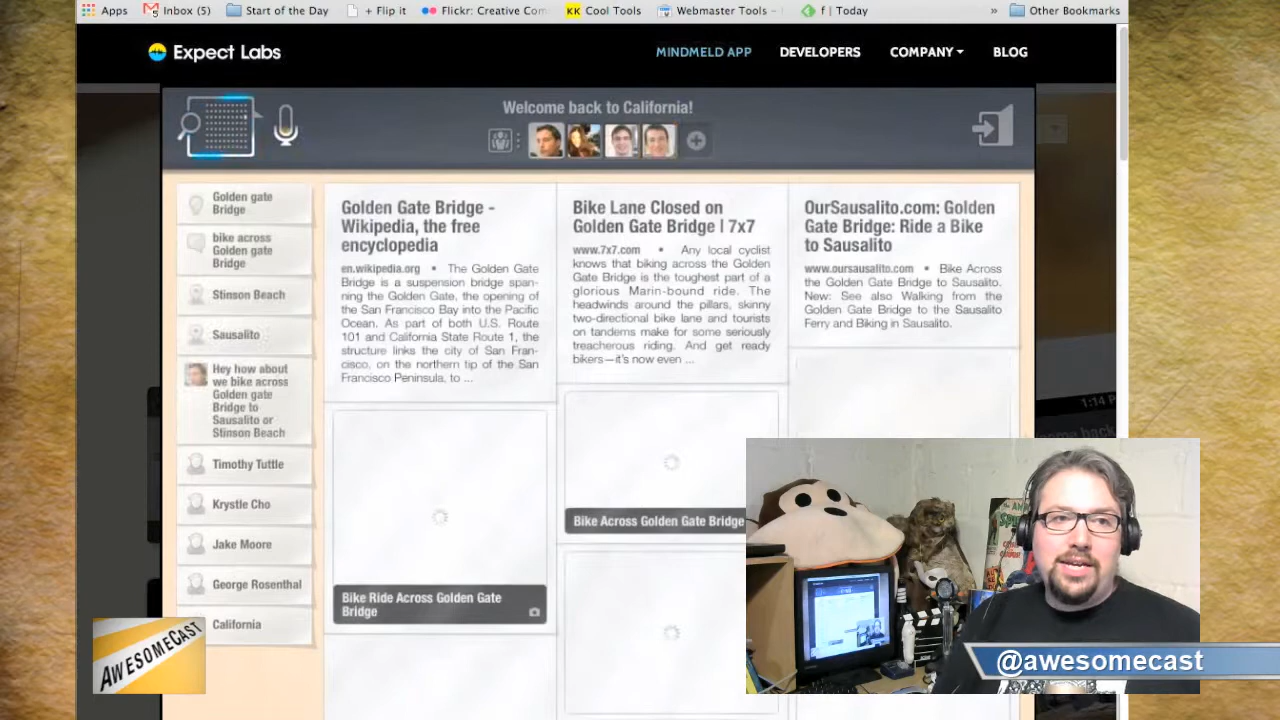 Apps
Inbox (5)
Start of the Day
+ Flip it
Flickr: Creative Com
KK Cool Tools
Webmaster Tools -
f | Today
»
Other Bookmarks
Expect Labs
MINDMELD APP
DEVELOPERS
COMPANY
BLOG
Welcome back to California!
Golden gate
Bridge
bike across
Golden gate
Bridge
Stinson Beach
Sausalito
Hey how about
we bike across
Golden gate
Bridge to
Sausalito or
Stinson Beach
Timothy Tuttle
Krystle Cho
Jake Moore
George Rosenthal
California
Golden Gate Bridge -
Wikipedia, the free
encyclopedia
en.wikipedia.org • The Golden Gate
Bridge is a suspension bridge span-
ning the Golden Gate, the opening of
the San Francisco Bay into the Pacific
Ocean. As part of both U.S. Route
101 and California State Route 1, the
structure links the city of San Fran-
cisco, on the northern tip of the San
Francisco Peninsula, to ...
Bike Ride Across Golden Gate
Bridge
Bike Lane Closed on
Golden Gate Bridge | 7x7
www.7x7.com • Any local cyclist
knows that biking across the Golden
Gate Bridge is the toughest part of a
glorious Marin-bound ride. The
headwinds around the pillars, skinny
two-directional bike lane and tourists
on tandems make for some seriously
treacherous riding. And get ready
bikers—it's now even ...
Bike Across Golden Gate Bridge
OurSausalito.com: Golden
Gate Bridge: Ride a Bike
to Sausalito
www.oursausalito.com • Bike Across
the Golden Gate Bridge to Sausalito.
New: See also Walking from the
Golden Gate Bridge to the Sausalito
Ferry and Biking in Sausalito.
1:14 P
AWESOMECAST
@awesomecast